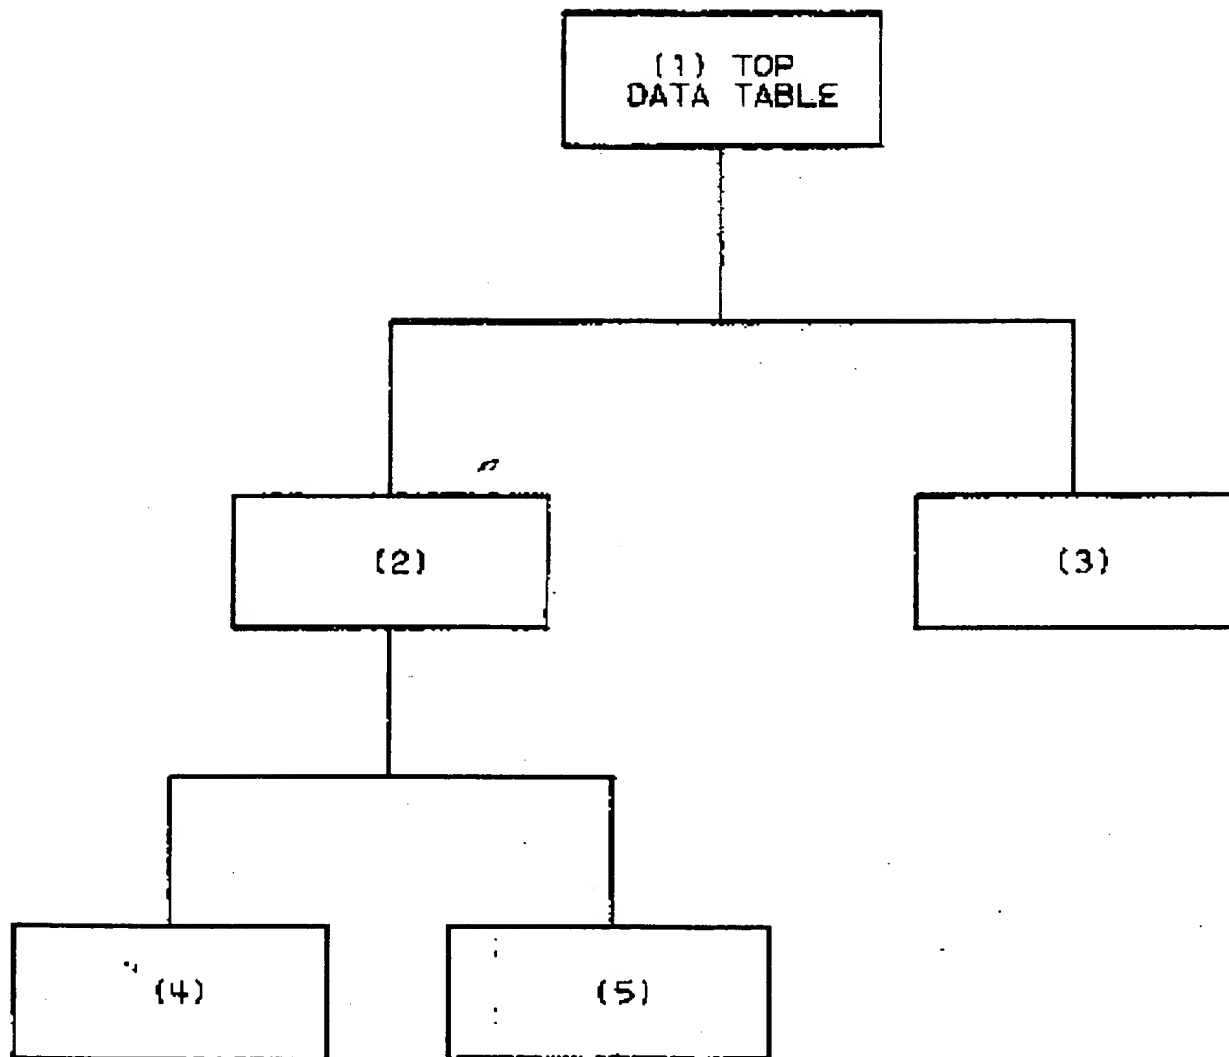 (1) TOP
DATA TABLE
(2)
(3)
(4)
(5)